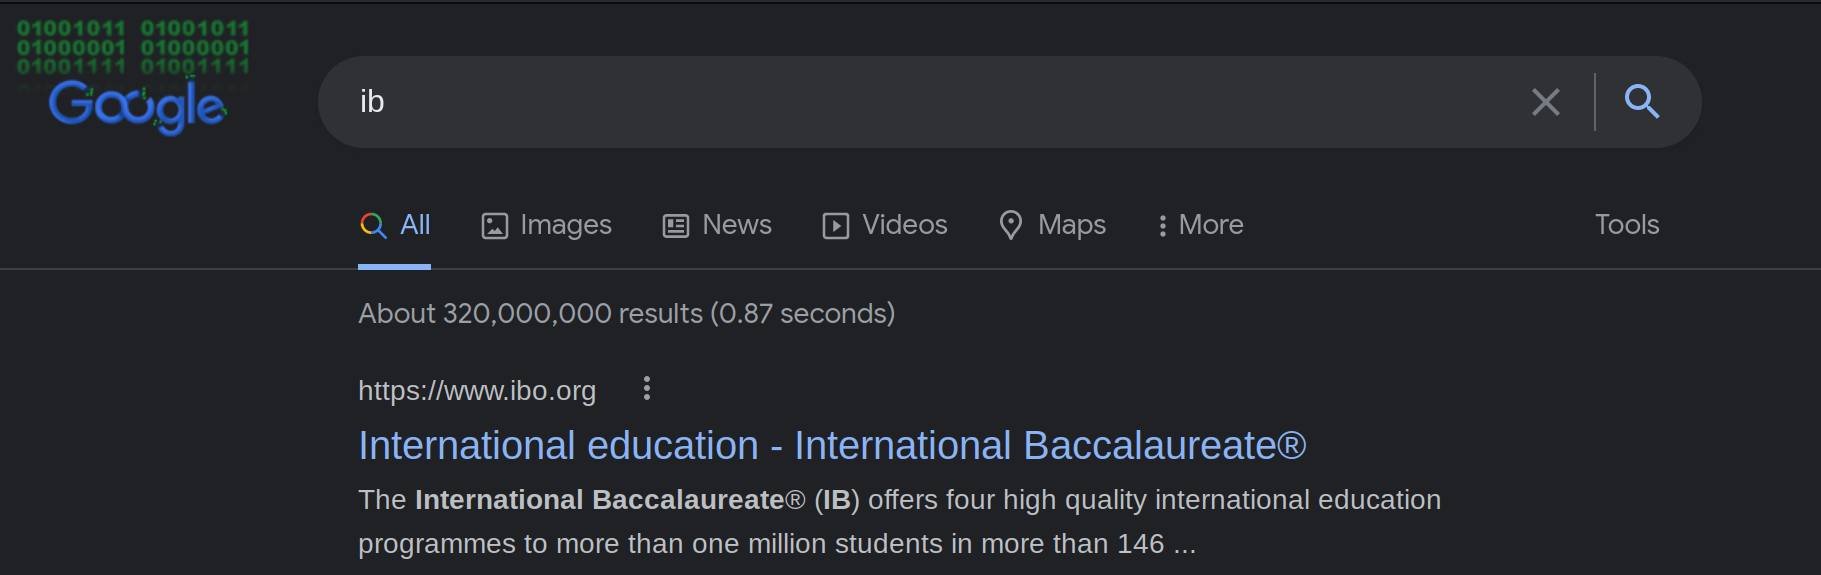 01001011 01001011
01000001 01000001
01001111 01001111
Google
ib
All Images News Videos Maps More Tools
About 320,000,000 results (0.87 seconds)
https://www.ibo.org
International education - International Baccalaureate®
The International Baccalaureate® (IB) offers four high quality international education
programmes to more than one million students in more than 146 ...